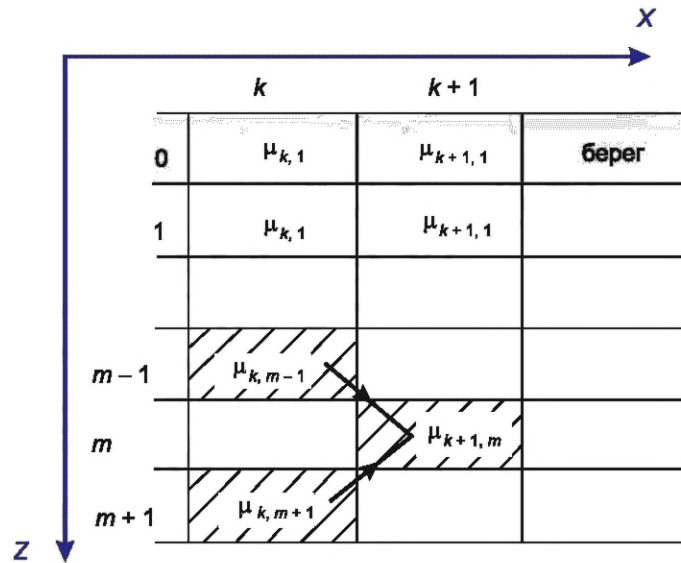 X
k k + 1
0 μk, 1 μk+1, 1 берег
1 μk, 1 μk+1, 1
m – 1 μk, m – 1
m μk+1, m
m + 1 μk, m+1
Z